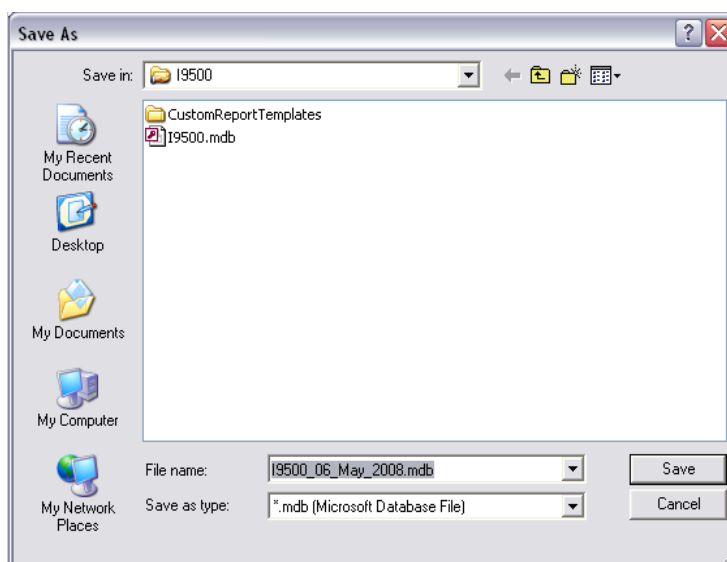 Save As
Save in:
I9500
CustomReportTemplates
I9500.mdb
My Recent
Documents
Desktop
My Documents
My Computer
My Network
Places
File name:
I9500_06_May_2008.mdb
Save
Save as type:
*.mdb (Microsoft Database File)
Cancel